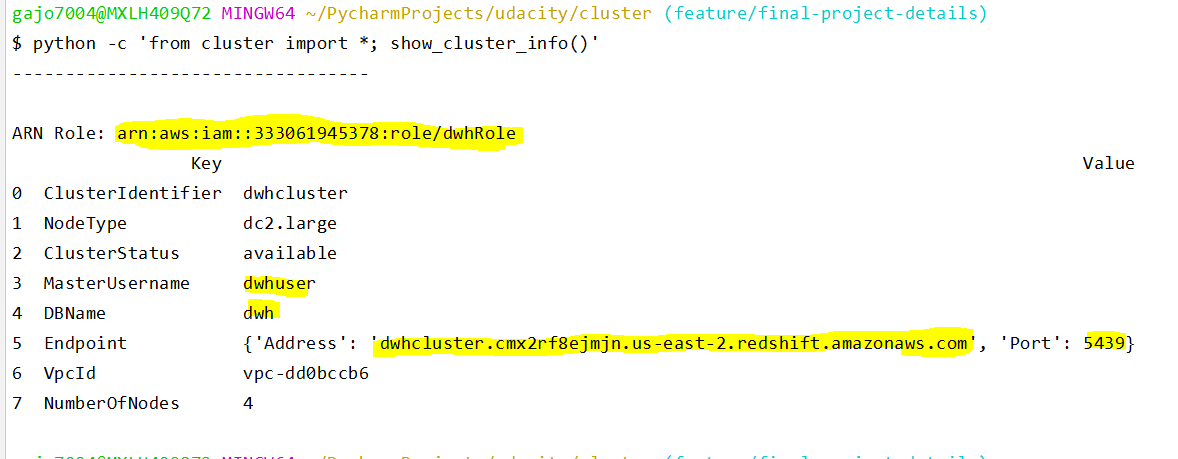 gajo7004@MXLH409Q72 MINGW64 ~/PycharmProjects/udacity/cluster (feature/final-project-details)
$ python -c 'from cluster import *; show_cluster_info()'
----------------------------------
ARN Role: arn:aws:iam::333061945378:role/dwhRole
Key Value
0 ClusterIdentifier dwhcluster
1 NodeType dc2.large
2 ClusterStatus available
3 MasterUsername dwhuser
4 DBName dwh
5 Endpoint {'Address': 'dwhcluster.cmx2rf8ejmjn.us-east-2.redshift.amazonaws.com', 'Port': 5439}
6 VpcId vpc-dd0bccb6
7 NumberOfNodes 4